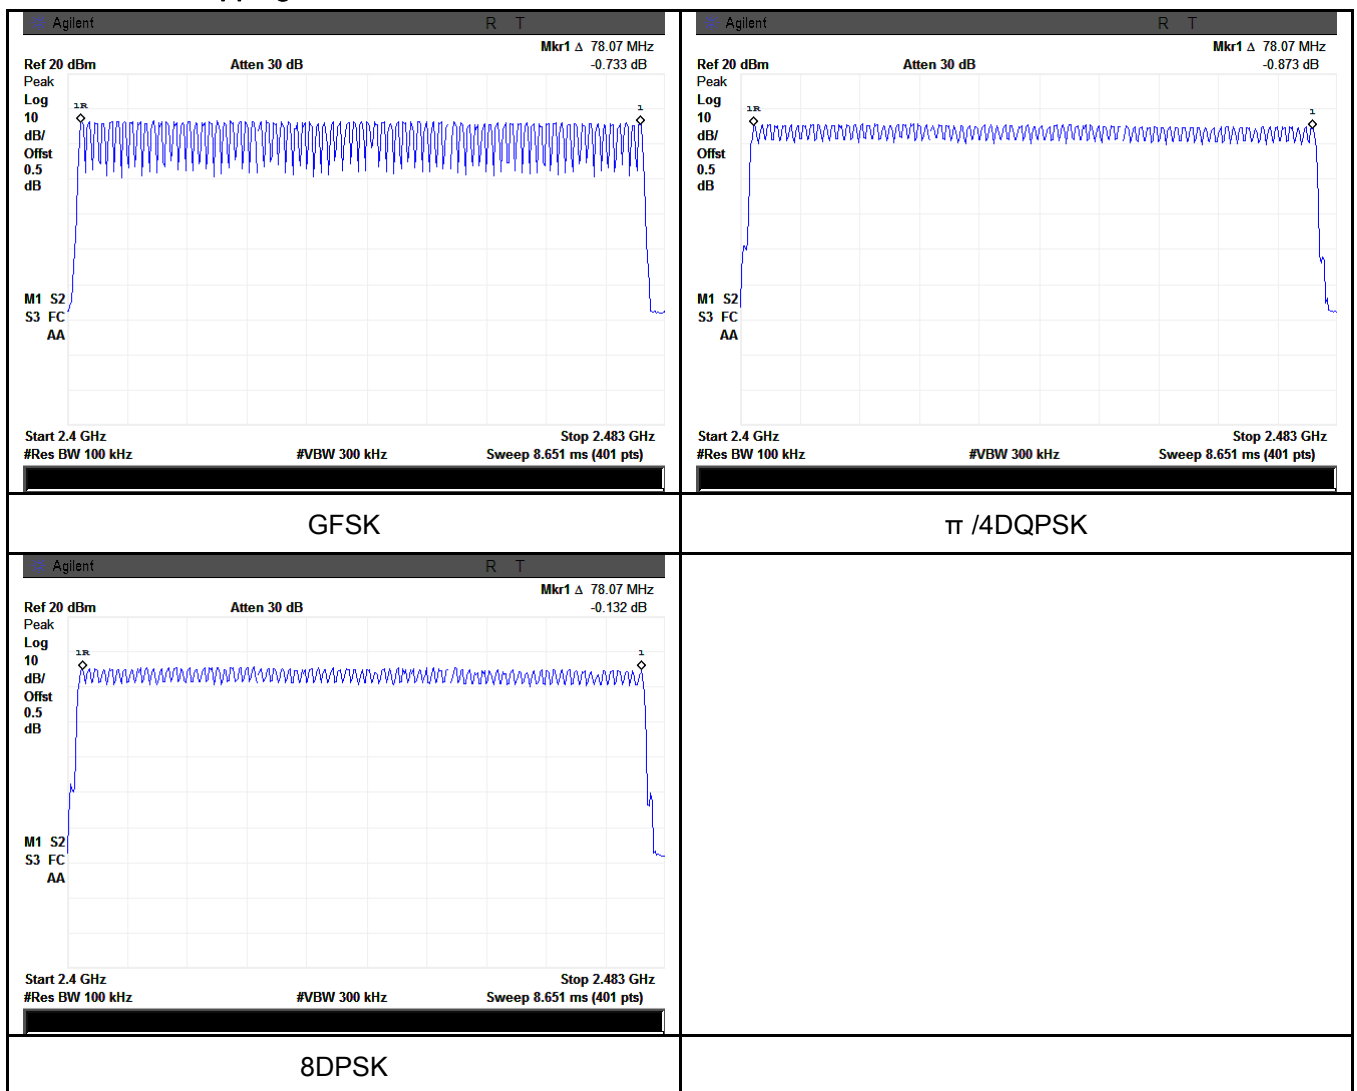 Agilent R T
Mkr1 Δ 78.07 MHz
Ref 20 dBm Atten 30 dB -0.733 dB
Peak
Log
10
dB/
Offst
0.5
dB
1R
1
M1 S2
S3 FC
AA
Start 2.4 GHz Stop 2.483 GHz
#Res BW 100 kHz #VBW 300 kHz Sweep 8.651 ms (401 pts)
Agilent R T
Mkr1 Δ 78.07 MHz
Ref 20 dBm Atten 30 dB -0.873 dB
Peak
Log
10
dB/
Offst
0.5
dB
1R
1
M1 S2
S3 FC
AA
Start 2.4 GHz Stop 2.483 GHz
#Res BW 100 kHz #VBW 300 kHz Sweep 8.651 ms (401 pts)
GFSK
π /4DQPSK
Agilent R T
Mkr1 Δ 78.07 MHz
Ref 20 dBm Atten 30 dB -0.132 dB
Peak
Log
10
dB/
Offst
0.5
dB
1R
1
M1 S2
S3 FC
AA
Start 2.4 GHz Stop 2.483 GHz
#Res BW 100 kHz #VBW 300 kHz Sweep 8.651 ms (401 pts)
8DPSK